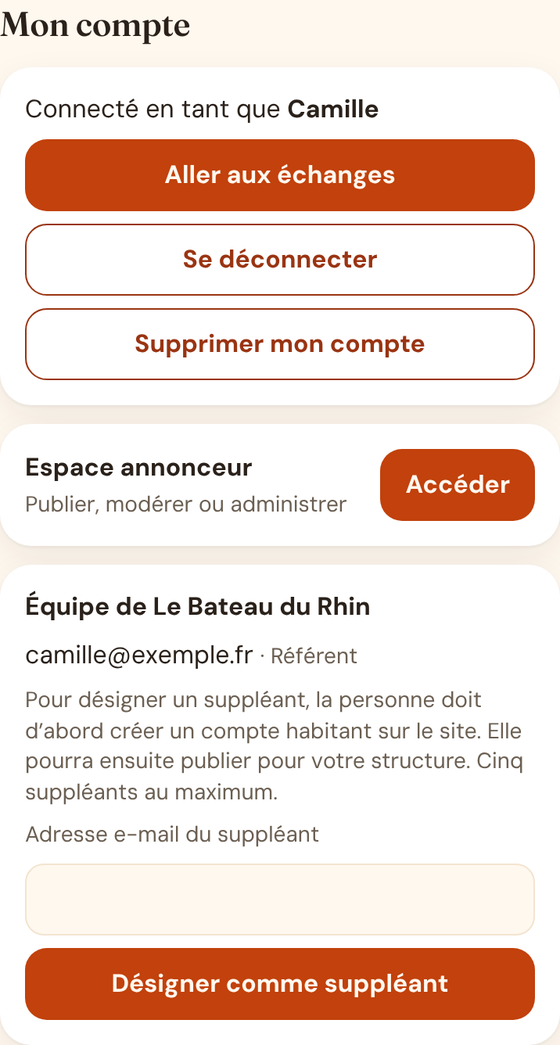 Mon compte
Connecté en tant que Camille
Aller aux échanges
Se déconnecter
Supprimer mon compte
Espace annonceur
Publier, modérer ou administrer
Accéder
Équipe de Le Bateau du Rhin
camille@exemple.fr · Référent
Pour désigner un suppléant, la personne doit
d’abord créer un compte habitant sur le site. Elle
pourra ensuite publier pour votre structure. Cinq
suppléants au maximum.
Adresse e-mail du suppléant
Désigner comme suppléant